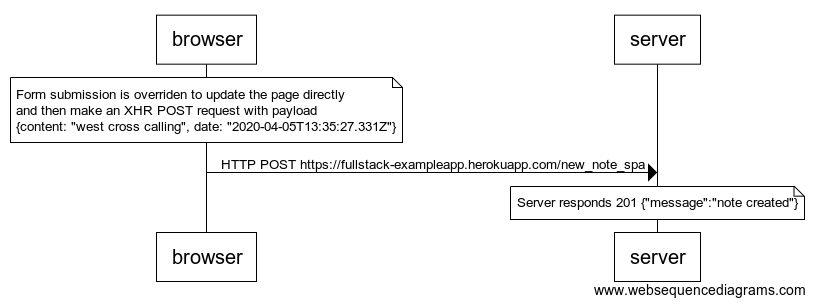 browser
server
Form submission is overriden to update the page directly
and then make an XHR POST request with payload
{content: "west cross calling", date: "2020-04-05T13:35:27.331Z"}
HTTP POST https://fullstack-exampleapp.herokuapp.com/new_note_spa
Server responds 201 {"message":"note created"}
browser
server
www.websequencediagrams.com